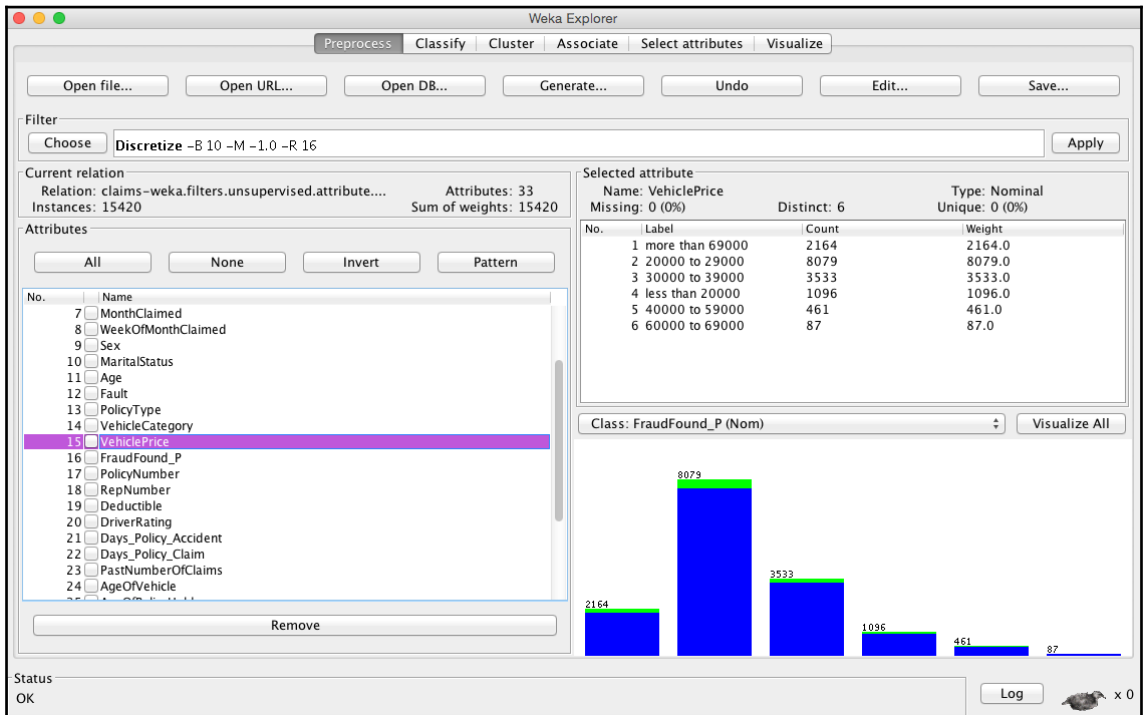 Weka Explorer
Preprocess Classify Cluster Associate Select attributes Visualize
Open file... Open URL... Open DB... Generate... Undo Edit... Save...
Filter
Choose Discretize -B 10 -M -1.0 -R 16 Apply
Current relation
Relation: claims-weka.filters.unsupervised.attribute.... Attributes: 33
Instances: 15420 Sum of weights: 15420
Attributes
All None Invert Pattern
No. Name
7 MonthClaimed
8 WeekOfMonthClaimed
9 Sex
10 MaritalStatus
11 Age
12 Fault
13 PolicyType
14 VehicleCategory
15 VehiclePrice
16 FraudFound_P
17 PolicyNumber
18 RepNumber
19 Deductible
20 DriverRating
21 Days_Policy_Accident
22 Days_Policy_Claim
23 PastNumberOfClaims
24 AgeOfVehicle
Remove
Selected attribute
Name: VehiclePrice Type: Nominal
Missing: 0 (0%) Distinct: 6 Unique: 0 (0%)
No. Label Count Weight
1 more than 69000 2164 2164.0
2 20000 to 29000 8079 8079.0
3 30000 to 39000 3533 3533.0
4 less than 20000 1096 1096.0
5 40000 to 59000 461 461.0
6 60000 to 69000 87 87.0
Class: FraudFound_P (Nom) Visualize All
8079
3533
2164
1096
461
87
Status
OK
Log x 0